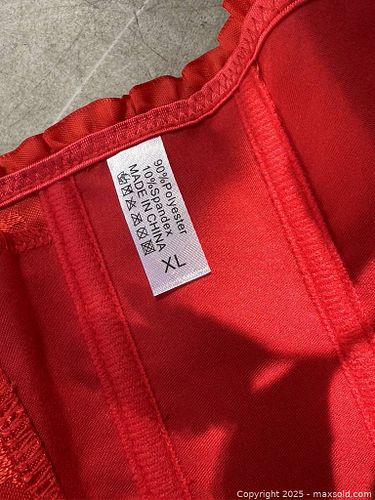 90%Polyester
10%Spandex
MADE IN CHINA
XL
Copyright 2025 - maxsold.com